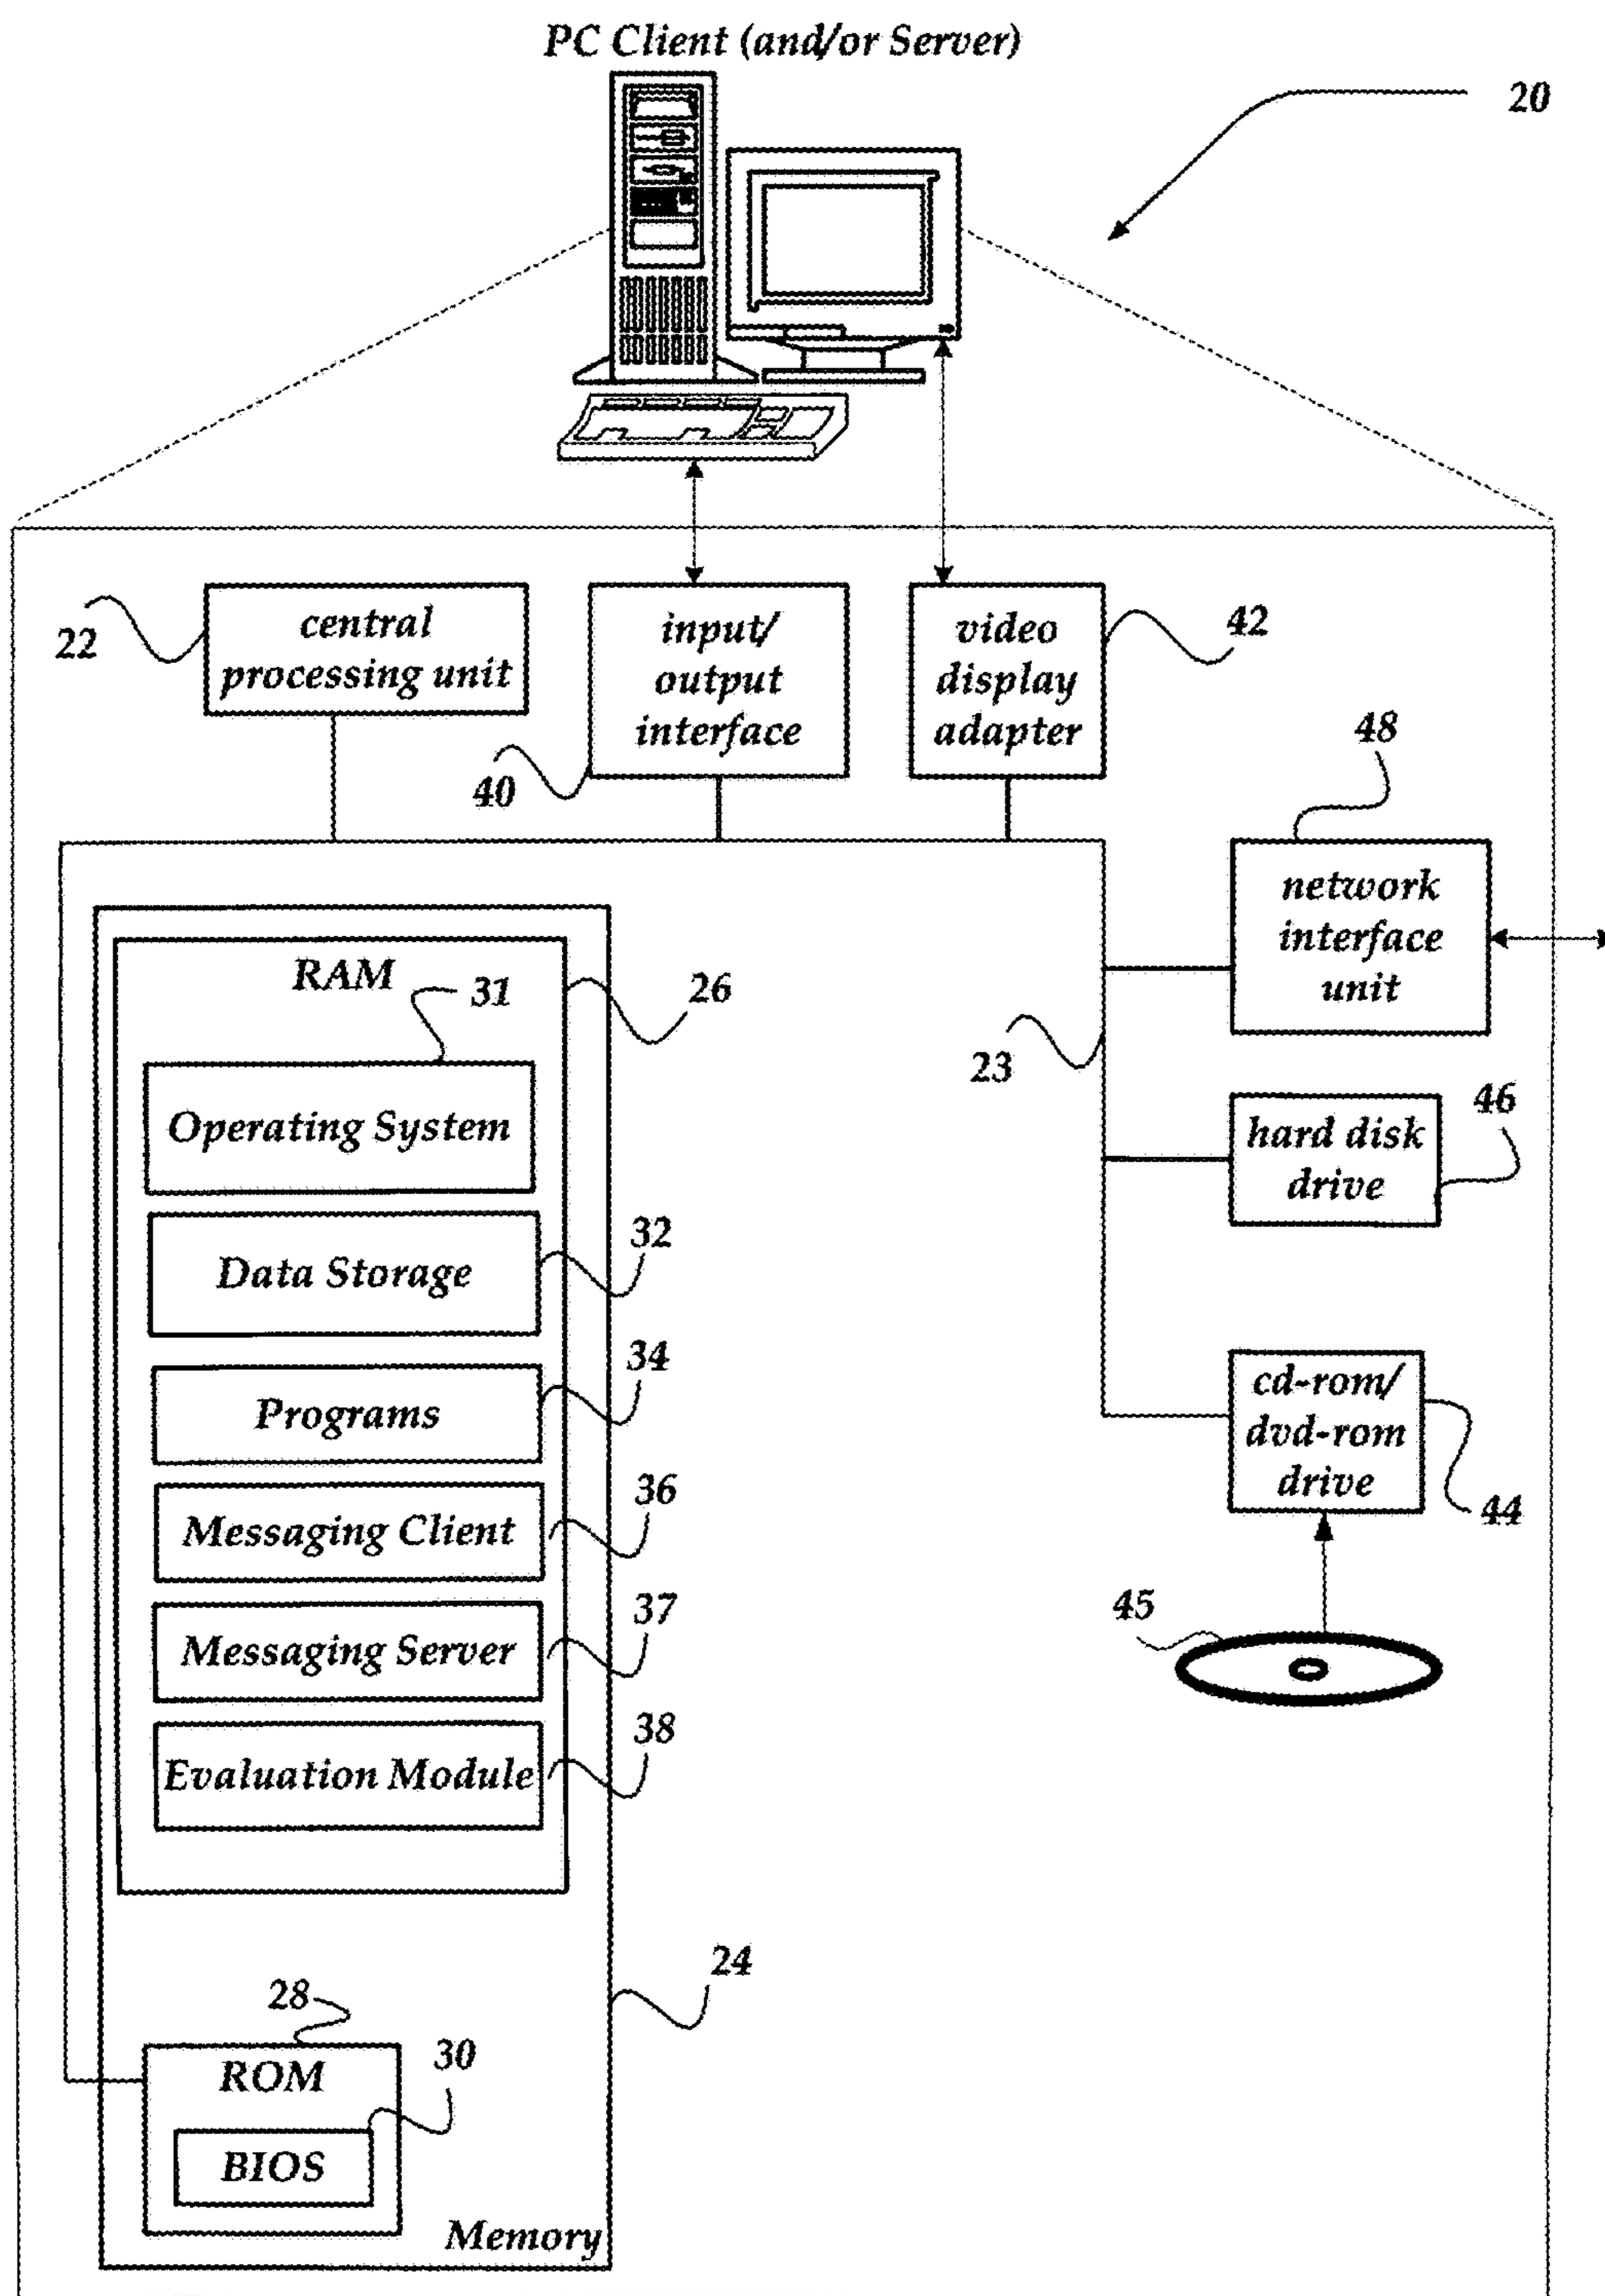 PC Client (and/or Server)
20
22
central
processing unit
input/
output
interface
40
video
display
adapter
42
48
network
interface
unit
23
hard disk
drive
46
cd-rom/
dvd-rom
drive
44
45
RAM
31
26
Operating System
Data Storage
32
Programs
34
Messaging Client
36
Messaging Server
37
Evaluation Module
38
24
28
ROM
30
BIOS
Memory